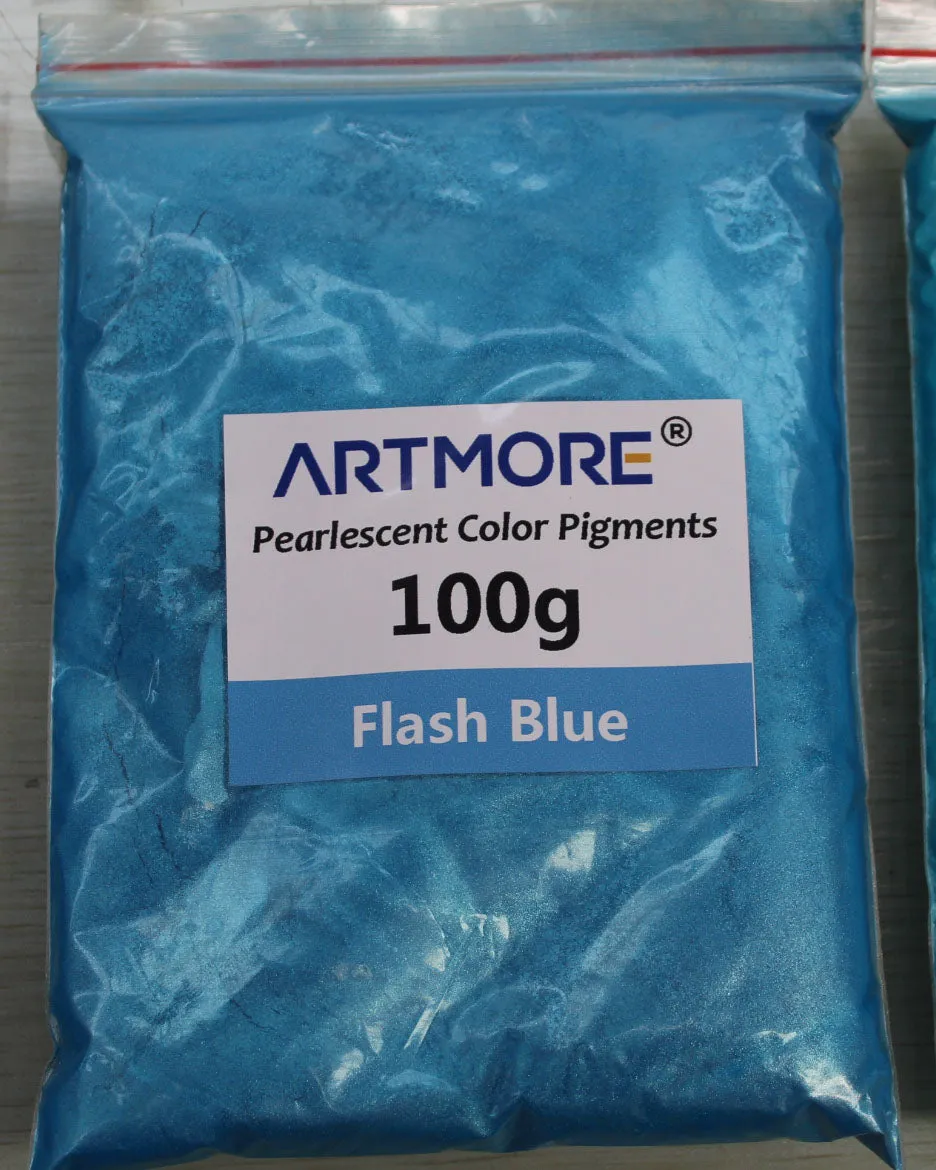 ARTMORE®
Pearlescent Color Pigments
100g
Flash Blue